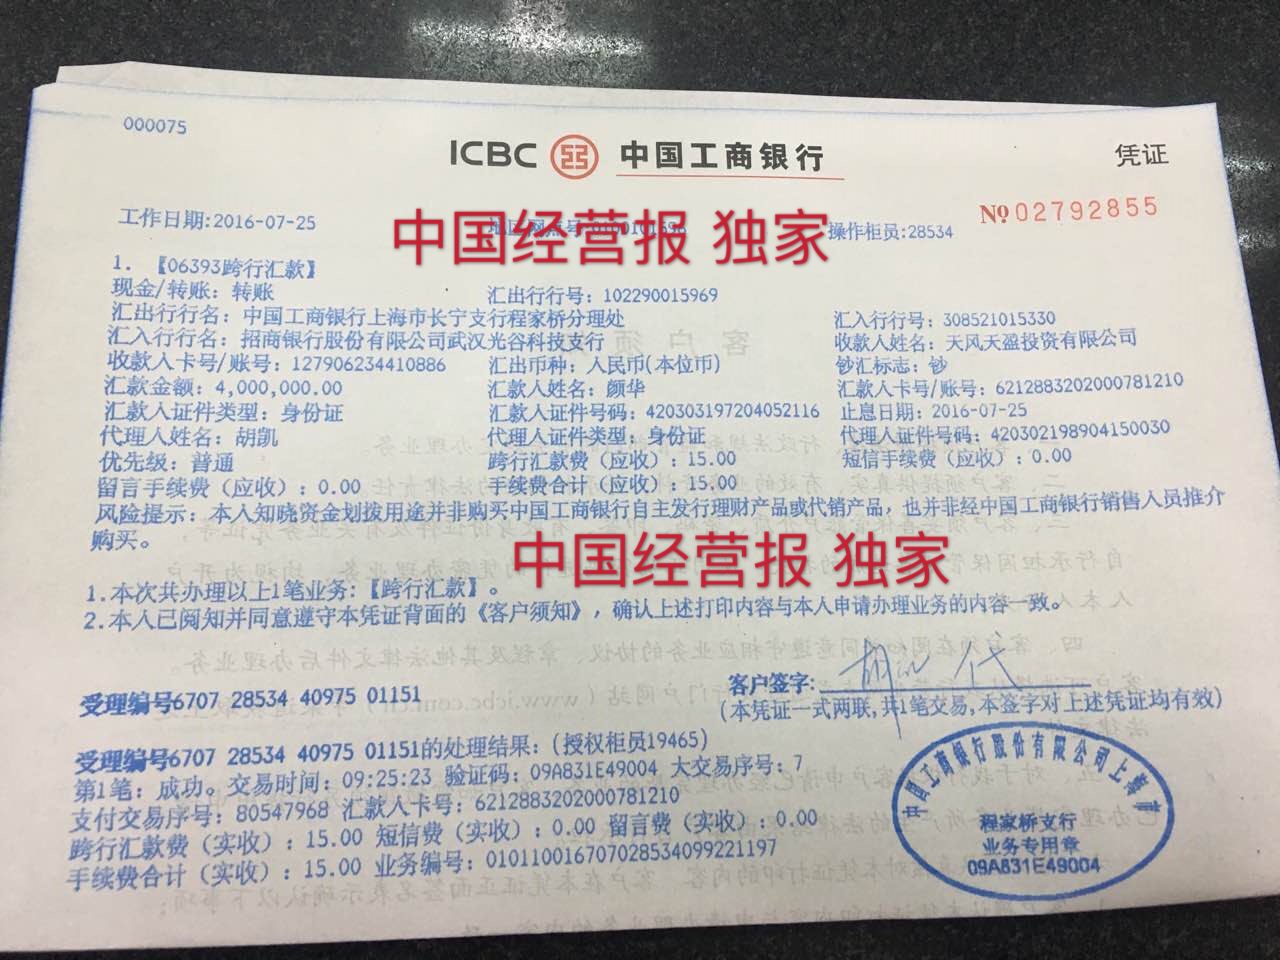 000075
ICBC 中国工商银行
凭证
工作日期:2016-07-25
操作柜员:28534
№ 02792855
中国经营报 独家
1. 【06393跨行汇款】
现金/转账: 转账 汇出行行号: 102290015969
汇出行行名: 中国工商银行上海市长宁支行程家桥分理处 汇入行行号: 308521015330
汇入行行名: 招商银行股份有限公司武汉光谷科技支行 收款人姓名: 天风天盈投资有限公司
收款人卡号/账号: 127906234410886 汇出币种: 人民币(本位币) 钞汇标志: 钞
汇款金额: 4,000,000.00 汇款人姓名: 颜华 汇款人卡号/账号: 6212883202000781210
汇款人证件类型: 身份证 汇款人证件号码: 420303197204052116 止息日期: 2016-07-25
代理人姓名: 胡凯 代理人证件类型: 身份证 代理人证件号码: 420302198904150030
优先级: 普通 跨行汇款费(应收): 15.00 短信手续费(应收): 0.00
留言手续费(应收): 0.00 手续费合计(应收): 15.00
风险提示: 本人知晓资金划拨用途并非购买中国工商银行自主发行理财产品或代销产品, 也并非经中国工商银行销售人员推介
购买。
中国经营报 独家
1.本次共办理以上1笔业务:【跨行汇款】。
2.本人已阅知并同意遵守本凭证背面的《客户须知》, 确认上述打印内容与本人申请办理业务的内容一致。
客户签字:
受理编号6707 28534 40975 01151
(本凭证一式两联, 共1笔交易, 本签字对上述凭证均有效)
受理编号6707 28534 40975 01151的处理结果: (授权柜员19465)
第1笔: 成功。交易时间: 09:25:23 验证码: 09A831E49004 大交易序号: 7
支付交易序号: 80547968 汇款人卡号: 6212883202000781210
跨行汇款费(实收): 15.00 短信费(实收): 0.00 留言费(实收): 0.00
手续费合计(实收): 15.00 业务编号: 010110016707028534099221197
中国工商银行股份有限公司上海市
程家桥支行
业务专用章
09A831E49004